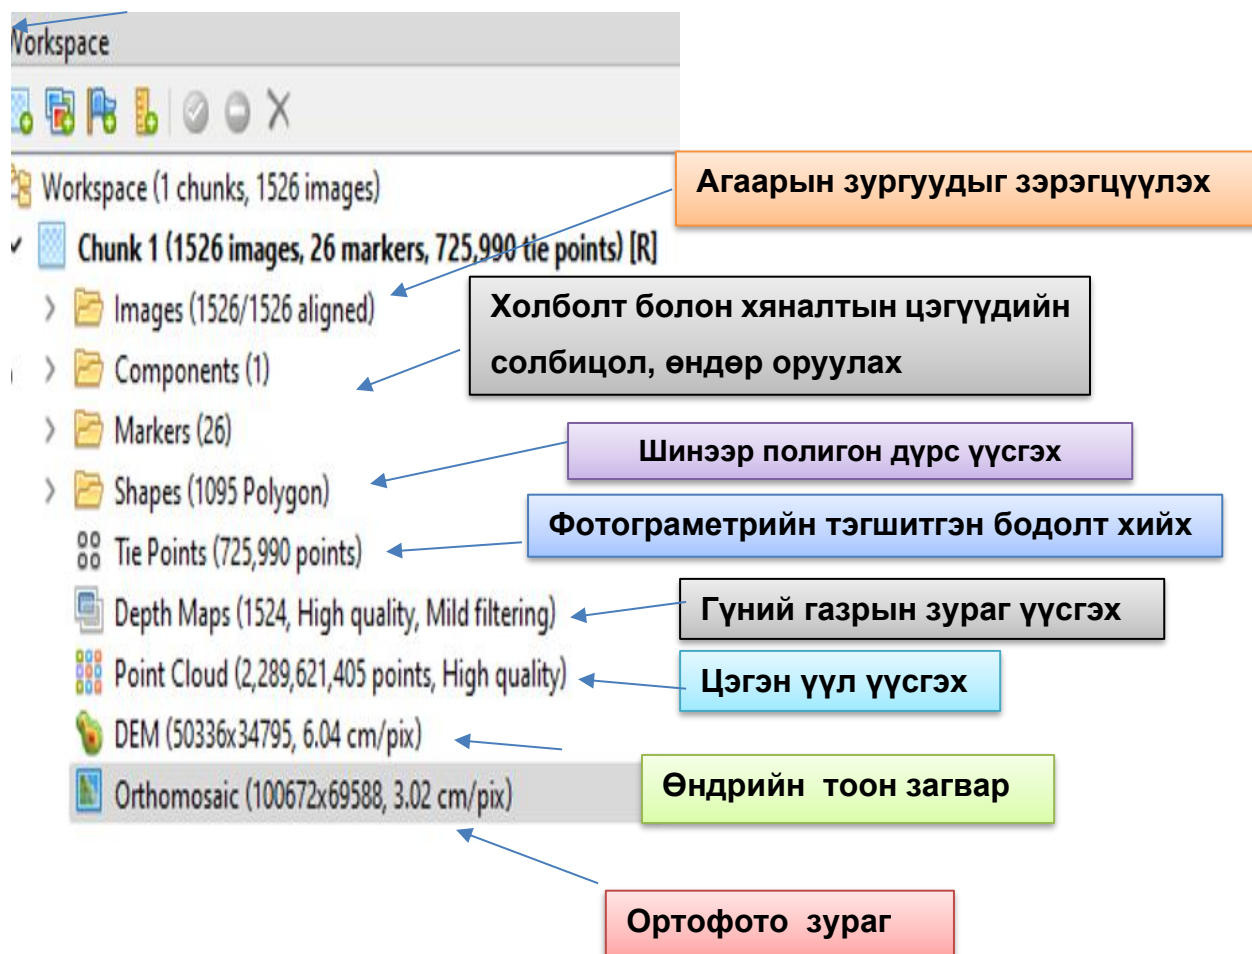 Workspace
Workspace (1 chunks, 1526 images)
Агаарын зургуудыг зэрэгцүүлэх
Chunk 1 (1526 images, 26 markers, 725,990 tie points) [R]
Images (1526/1526 aligned)
Холболт болон хяналтын цэгүүдийн
солбицол, өндөр оруулах
Components (1)
Markers (26)
Шинээр полигон дүрс үүсгэх
Shapes (1095 Polygon)
Фотограметрийн тэгшитгэн бодолт хийх
Tie Points (725,990 points)
Depth Maps (1524, High quality, Mild filtering)
Гүний газрын зураг үүсгэх
Point Cloud (2,289,621,405 points, High quality)
Цэгэн үүл үүсгэх
DEM (50336x34795, 6.04 cm/pix)
Өндрийн тоон загвар
Orthomosaic (100672x69588, 3.02 cm/pix)
Ортофото зураг